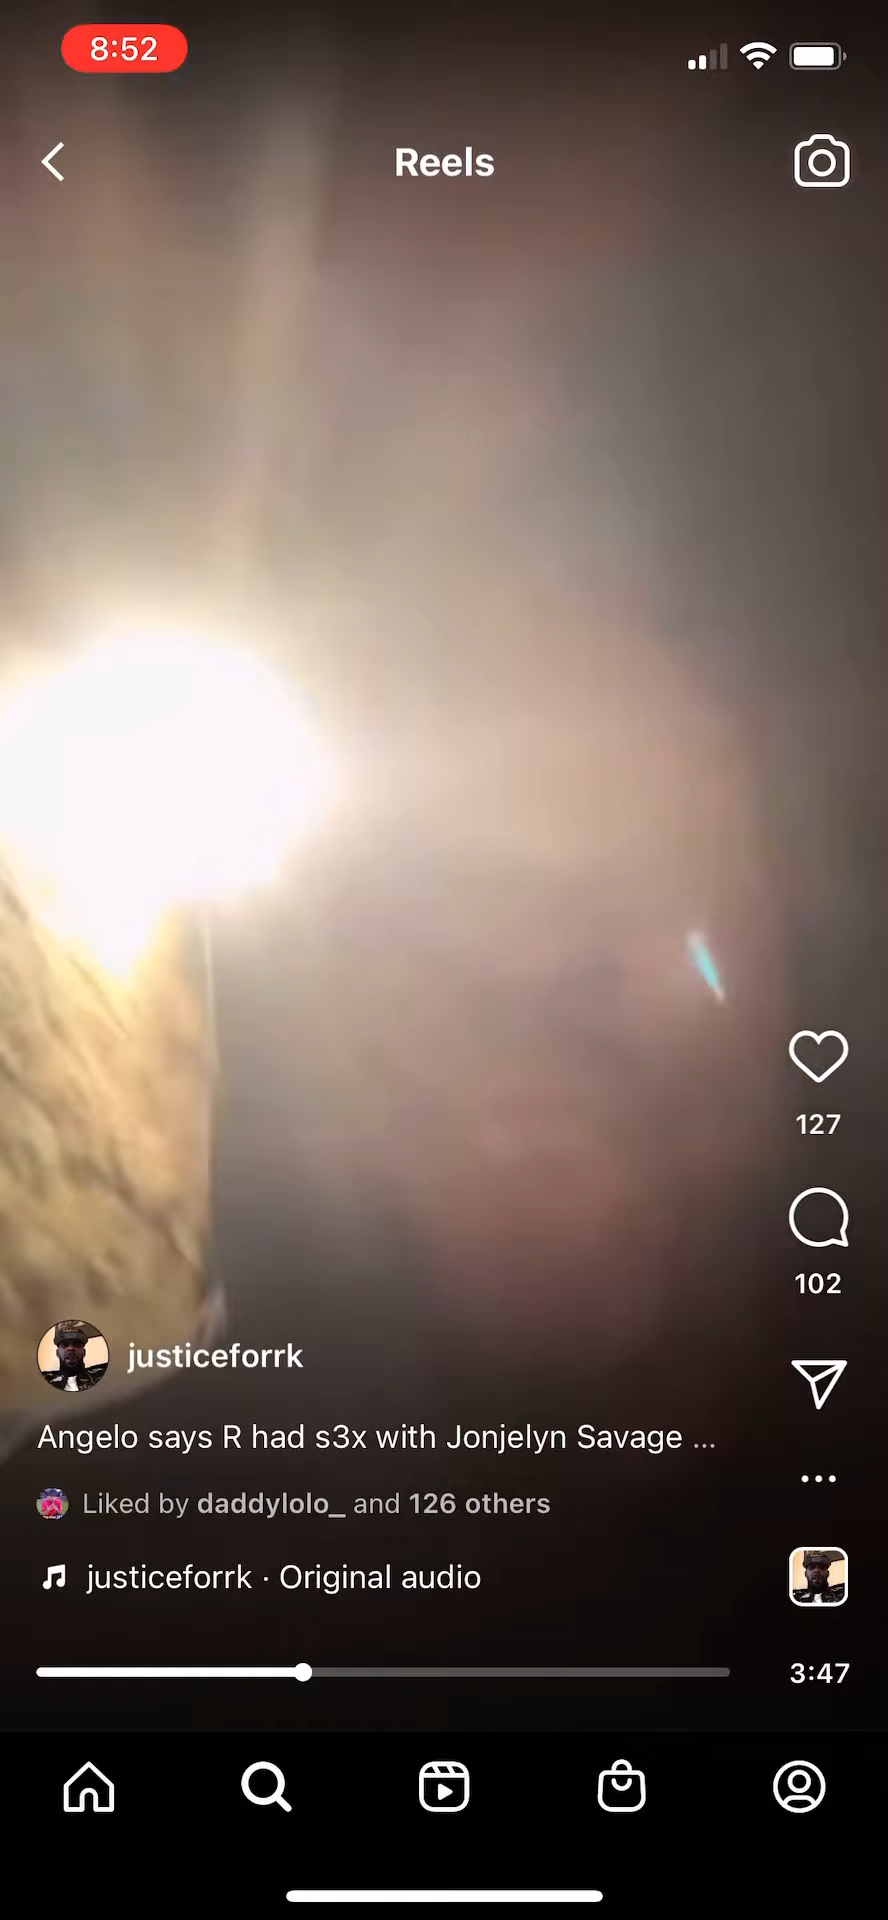 8:52
Reels
127
102
justiceforrk
Angelo says R had s3x with Jonjelyn Savage ...
Liked by daddylolo_ and 126 others
justiceforrk · Original audio
3:47